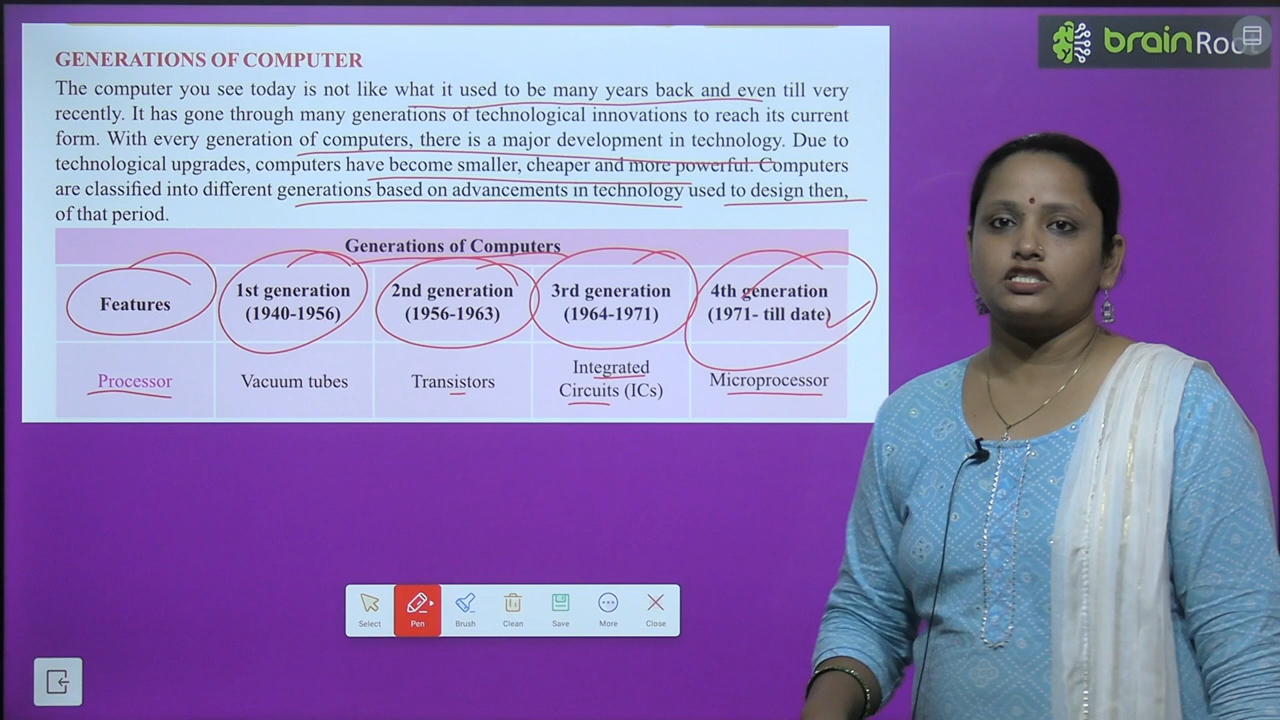 brainRoo
GENERATIONS OF COMPUTER
The computer you see today is not like what it used to be many years back and even till very
recently. It has gone through many generations of technological innovations to reach its current
form. With every generation of computers, there is a major development in technology. Due to
technological upgrades, computers have become smaller, cheaper and more powerful. Computers
are classified into different generations based on advancements in technology used to design then,
of that period.
Generations of Computers
Features 1st generation (1940-1956) 2nd generation (1956-1963) 3rd generation (1964-1971) 4th generation (1971- till date)
Processor Vacuum tubes Transistors Integrated Circuits (ICs) Microprocessor
Select Pen Brush Clean Save More Close